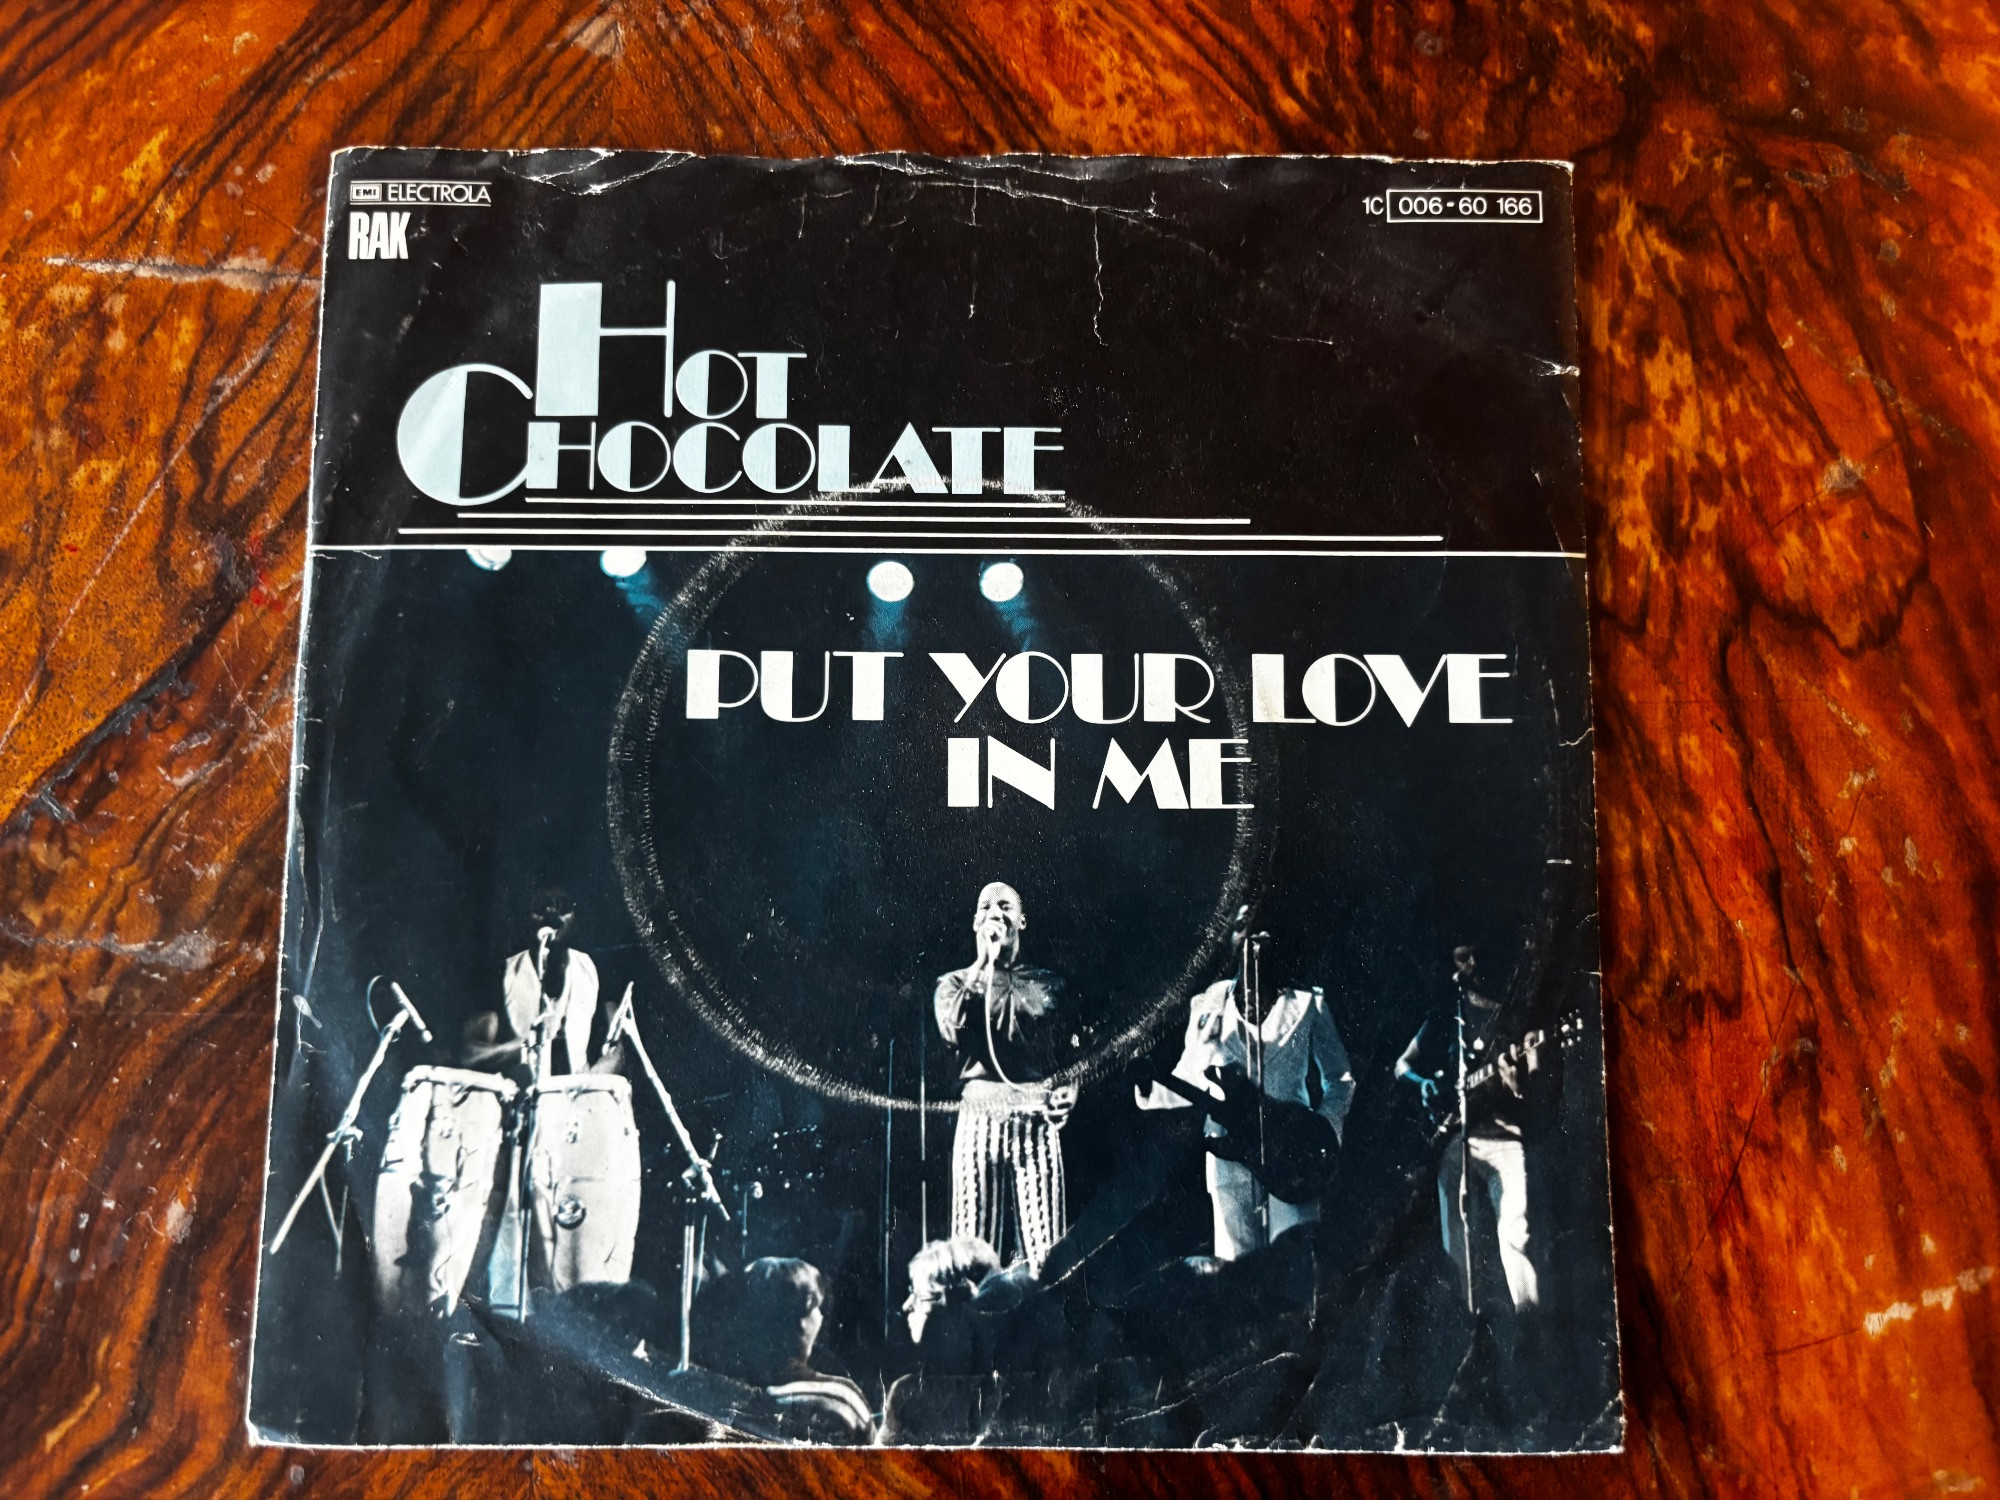 EMI ELECTROLA
RAK
1C 006-60 166
HOT
CHOCOLATE
PUT YOUR LOVE
IN ME